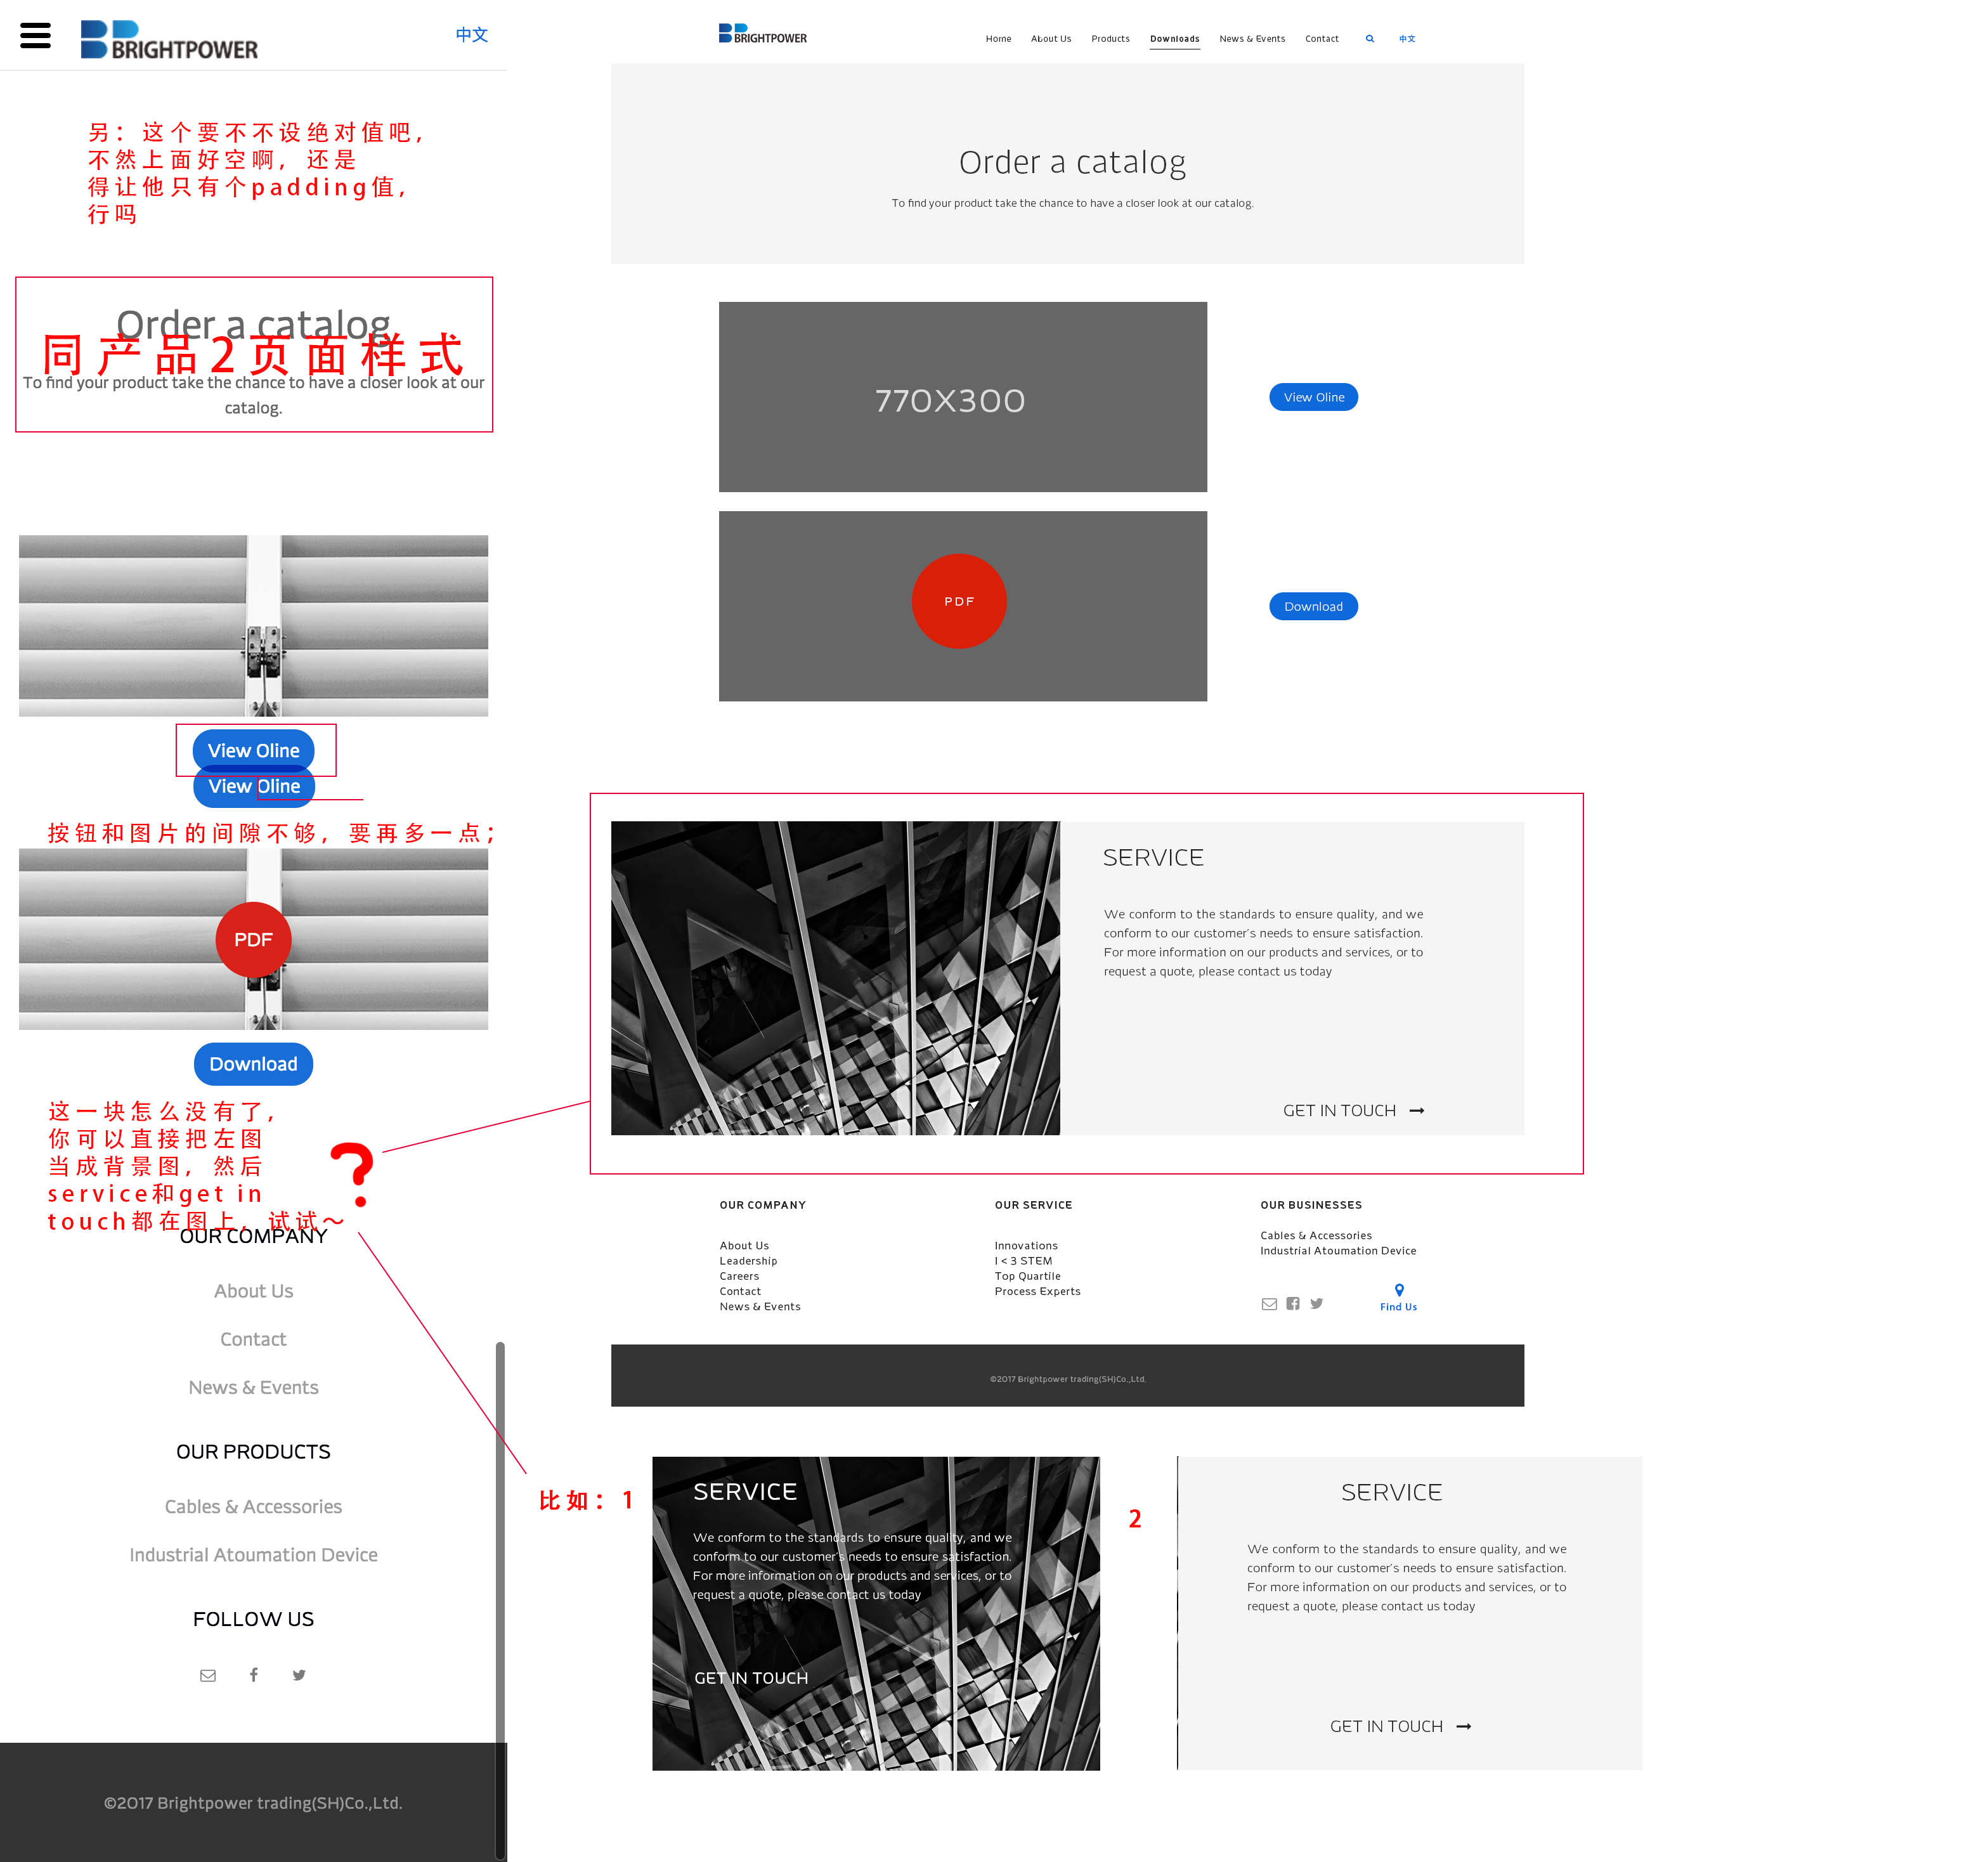 BRIGHTPOWER
中文
另：这个要不不设绝对值吧，
不然上面好空啊，还是
得让他只有个padding值，
行吗
Order a catalog
同产品2页面样式
To find your product take the chance to have a closer look at our
catalog.
View Oline
View Oline
按钮和图片的间隙不够，要再多一点；
PDF
Download
这一块怎么没有了，
你可以直接把左图
当成背景图，然后
service和get in
touch都在图上，试试～
?
OUR COMPANY
About Us
Contact
News & Events
OUR PRODUCTS
Cables & Accessories
Industrial Atoumation Device
FOLLOW US
©2017 Brightpower trading(SH)Co.,Ltd.
BRIGHTPOWER
Home About Us Products Downloads News & Events Contact 中文
Order a catalog
To find your product take the chance to have a closer look at our catalog.
770X300
View Oline
PDF
Download
SERVICE
We conform to the standards to ensure quality, and we
conform to our customer's needs to ensure satisfaction.
For more information on our products and services, or to
request a quote, please contact us today
GET IN TOUCH
OUR COMPANY
About Us
Leadership
Careers
Contact
News & Events
OUR SERVICE
Innovations
I < 3 STEM
Top Quartile
Process Experts
OUR BUSINESSES
Cables & Accessories
Industrial Atoumation Device
Find Us
©2017 Brightpower trading(SH)Co.,Ltd.
比如：1
SERVICE
We conform to the standards to ensure quality, and we
conform to our customer's needs to ensure satisfaction.
For more information on our products and services, or to
request a quote, please contact us today
GET IN TOUCH
2
SERVICE
We conform to the standards to ensure quality, and we
conform to our customer's needs to ensure satisfaction.
For more information on our products and services, or to
request a quote, please contact us today
GET IN TOUCH